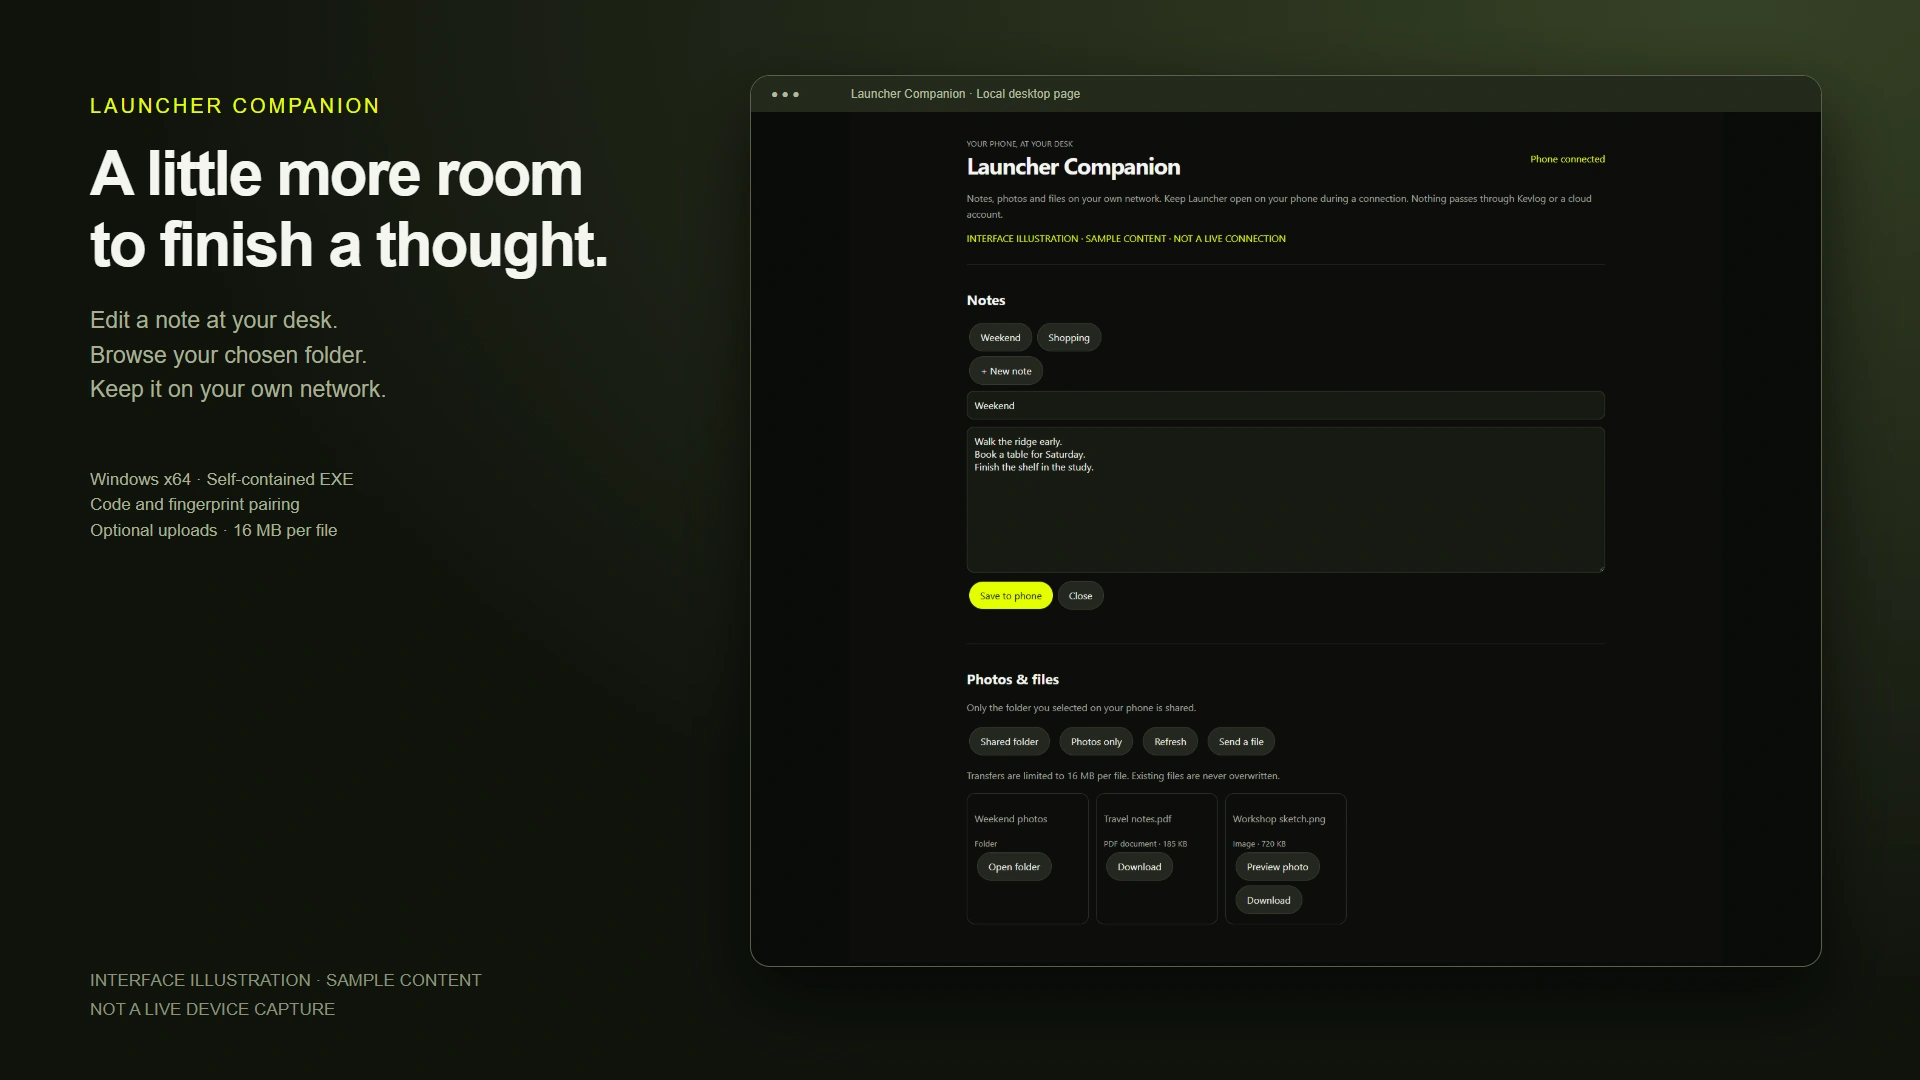 LAUNCHER COMPANION
A little more room
to finish a thought.
Edit a note at your desk.
Browse your chosen folder.
Keep it on your own network.
Windows x64 · Self-contained EXE
Code and fingerprint pairing
Optional uploads · 16 MB per file
INTERFACE ILLUSTRATION · SAMPLE CONTENT
NOT A LIVE DEVICE CAPTURE
Launcher Companion · Local desktop page
YOUR PHONE, AT YOUR DESK
Launcher Companion
Phone connected
Notes, photos and files on your own network. Keep Launcher open on your phone during a connection. Nothing passes through Kevlog or a cloud
account.
INTERFACE ILLUSTRATION · SAMPLE CONTENT · NOT A LIVE CONNECTION
Notes
Weekend Shopping
+ New note
Weekend
Walk the ridge early.
Book a table for Saturday.
Finish the shelf in the study.
Save to phone Close
Photos & files
Only the folder you selected on your phone is shared.
Shared folder Photos only Refresh Send a file
Transfers are limited to 16 MB per file. Existing files are never overwritten.
Weekend photos
Folder
Open folder
Travel notes.pdf
PDF document · 185 KB
Download
Workshop sketch.png
Image · 720 KB
Preview photo
Download